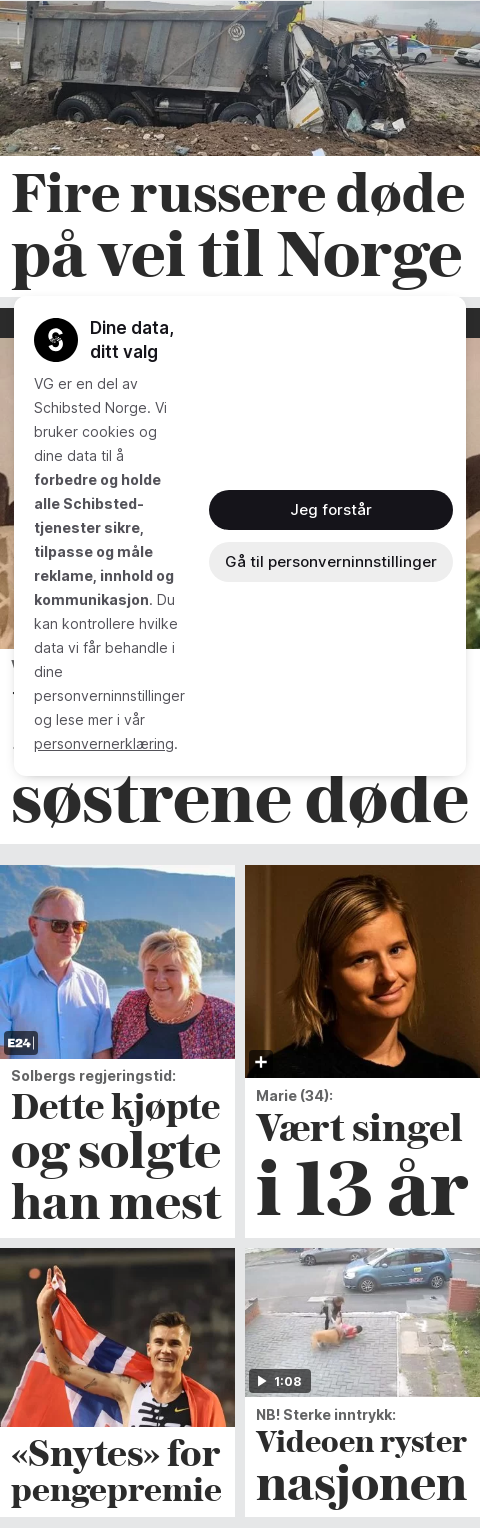 Fire russere døde
på vei til Norge
Dine data,
ditt valg
VG er en del av
Schibsted Norge. Vi
bruker cookies og
dine data til å
forbedre og holde
alle Schibsted-
tjenester sikre,
tilpasse og måle
reklame, innhold og
kommunikasjon. Du
kan kontrollere hvilke
data vi får behandle i
dine
personverninnstillinger
og lese mer i vår
personvernerklæring.
Jeg forstår
Gå til personverninnstillinger
søstrene døde
E24
Solbergs regjeringstid:
Dette kjøpte
og solgte
han mest
Marie (34):
Vært singel
i 13 år
«Snytes» for
pengepremie
1:08
NB! Sterke inntrykk:
Videoen ryster
nasjonen